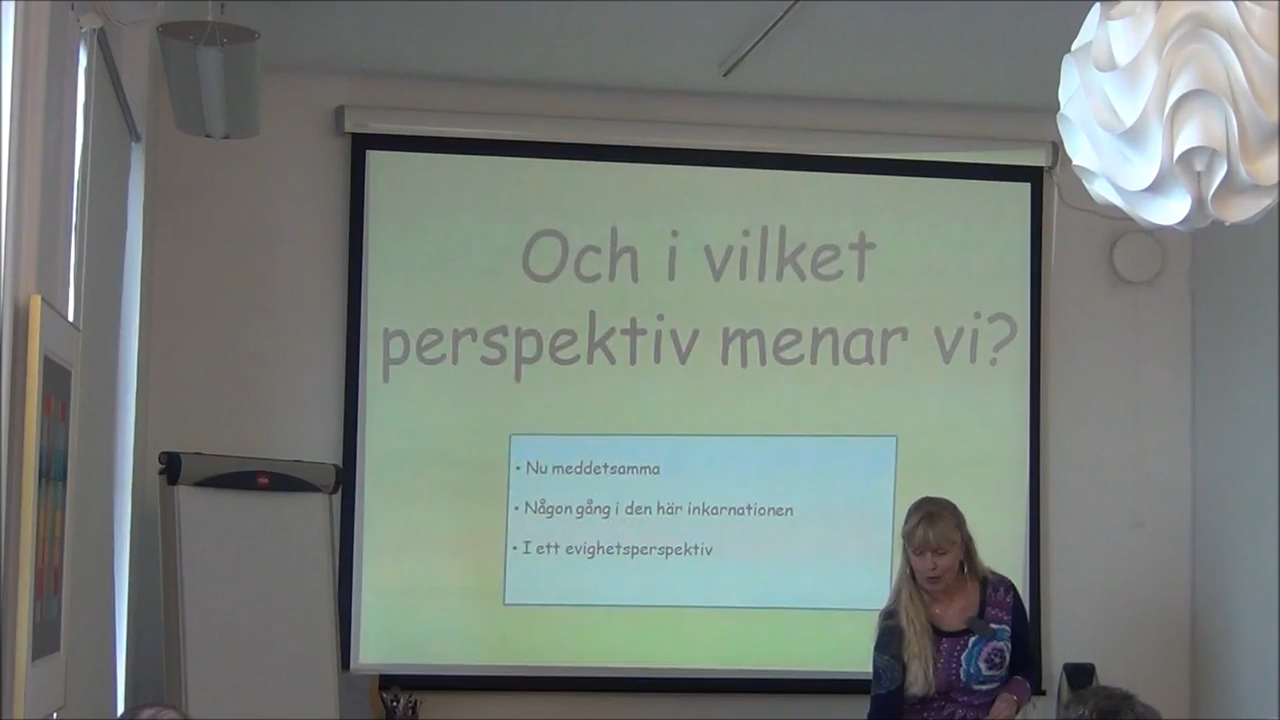 Och i vilket
perspektiv menar vi?
• Nu meddetsamma
• Någon gång i den här inkarnationen
• I ett evighetsperspektiv